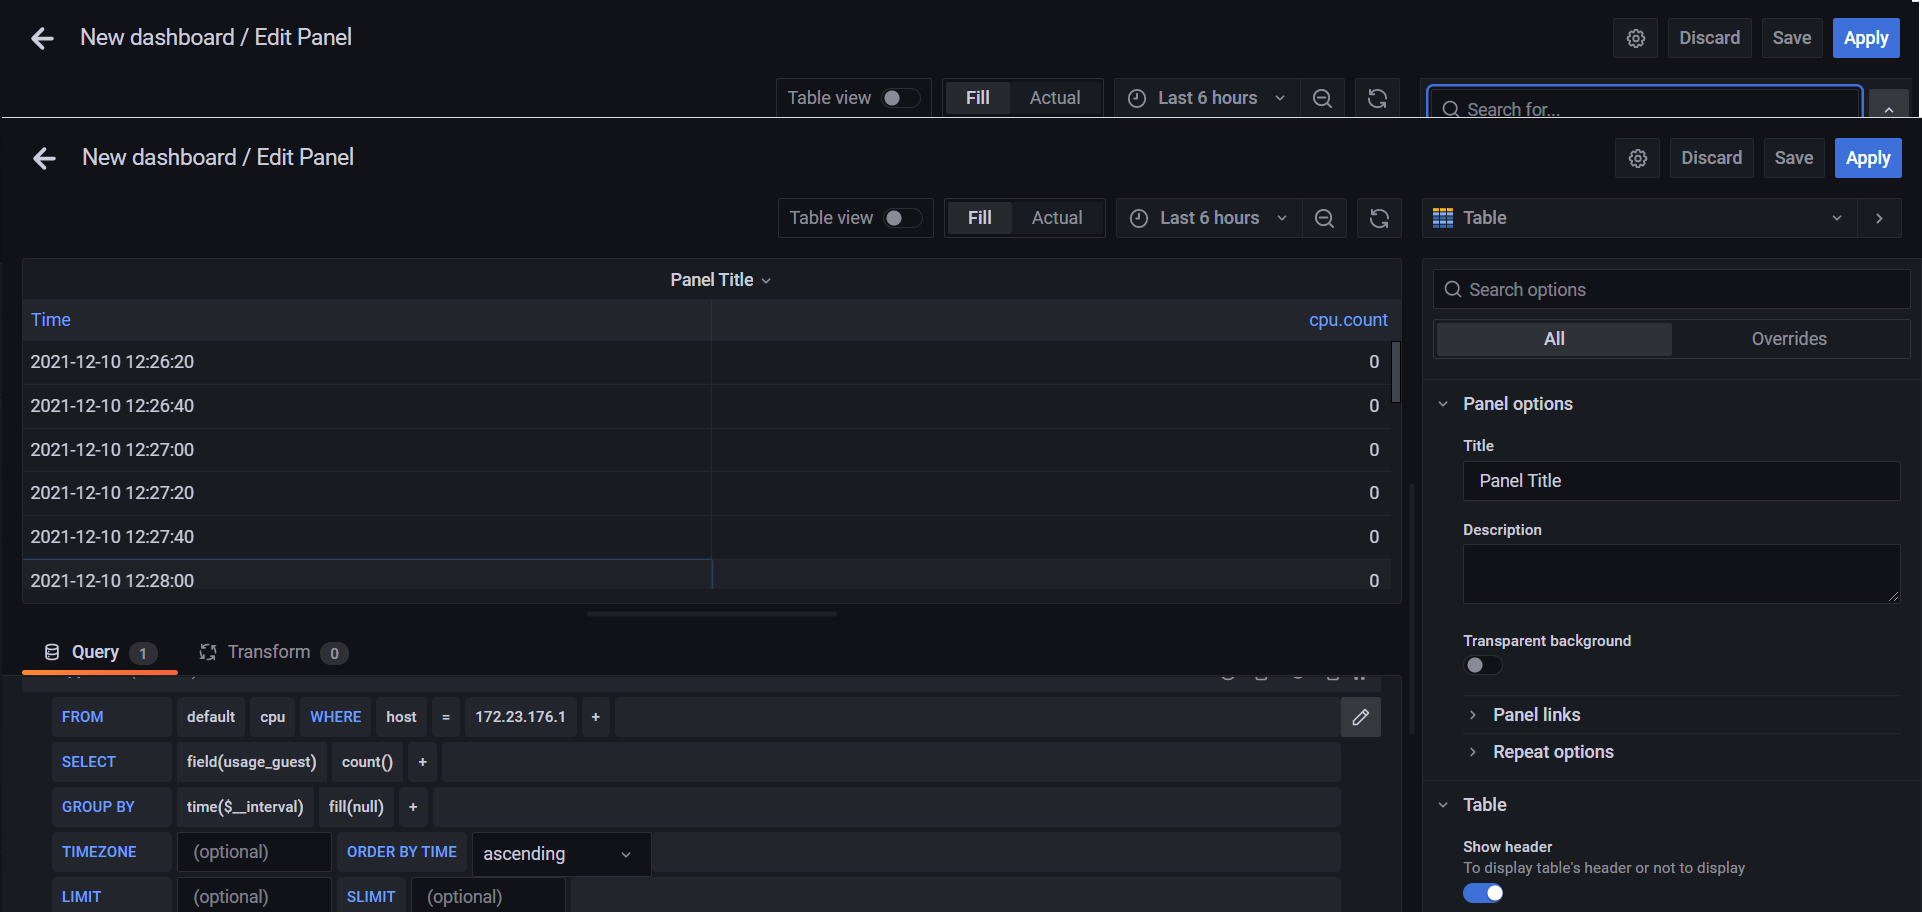 New dashboard / Edit Panel
Discard Save Apply
Table view Fill Actual Last 6 hours
Search for...
New dashboard / Edit Panel
Discard Save Apply
Table view Fill Actual Last 6 hours Table
Panel Title
Search options
Time cpu.count
All Overrides
2021-12-10 12:26:20 0
2021-12-10 12:26:40 0
Panel options
2021-12-10 12:27:00 0
Title
Panel Title
2021-12-10 12:27:20 0
2021-12-10 12:27:40 0
Description
2021-12-10 12:28:00 0
Query 1 Transform 0
Transparent background
FROM default cpu WHERE host = 172.23.176.1 +
Panel links
SELECT field(usage_guest) count() +
Repeat options
GROUP BY time($__interval) fill(null) +
Table
TIMEZONE (optional) ORDER BY TIME ascending
Show header
To display table's header or not to display
LIMIT (optional) SLIMIT (optional)